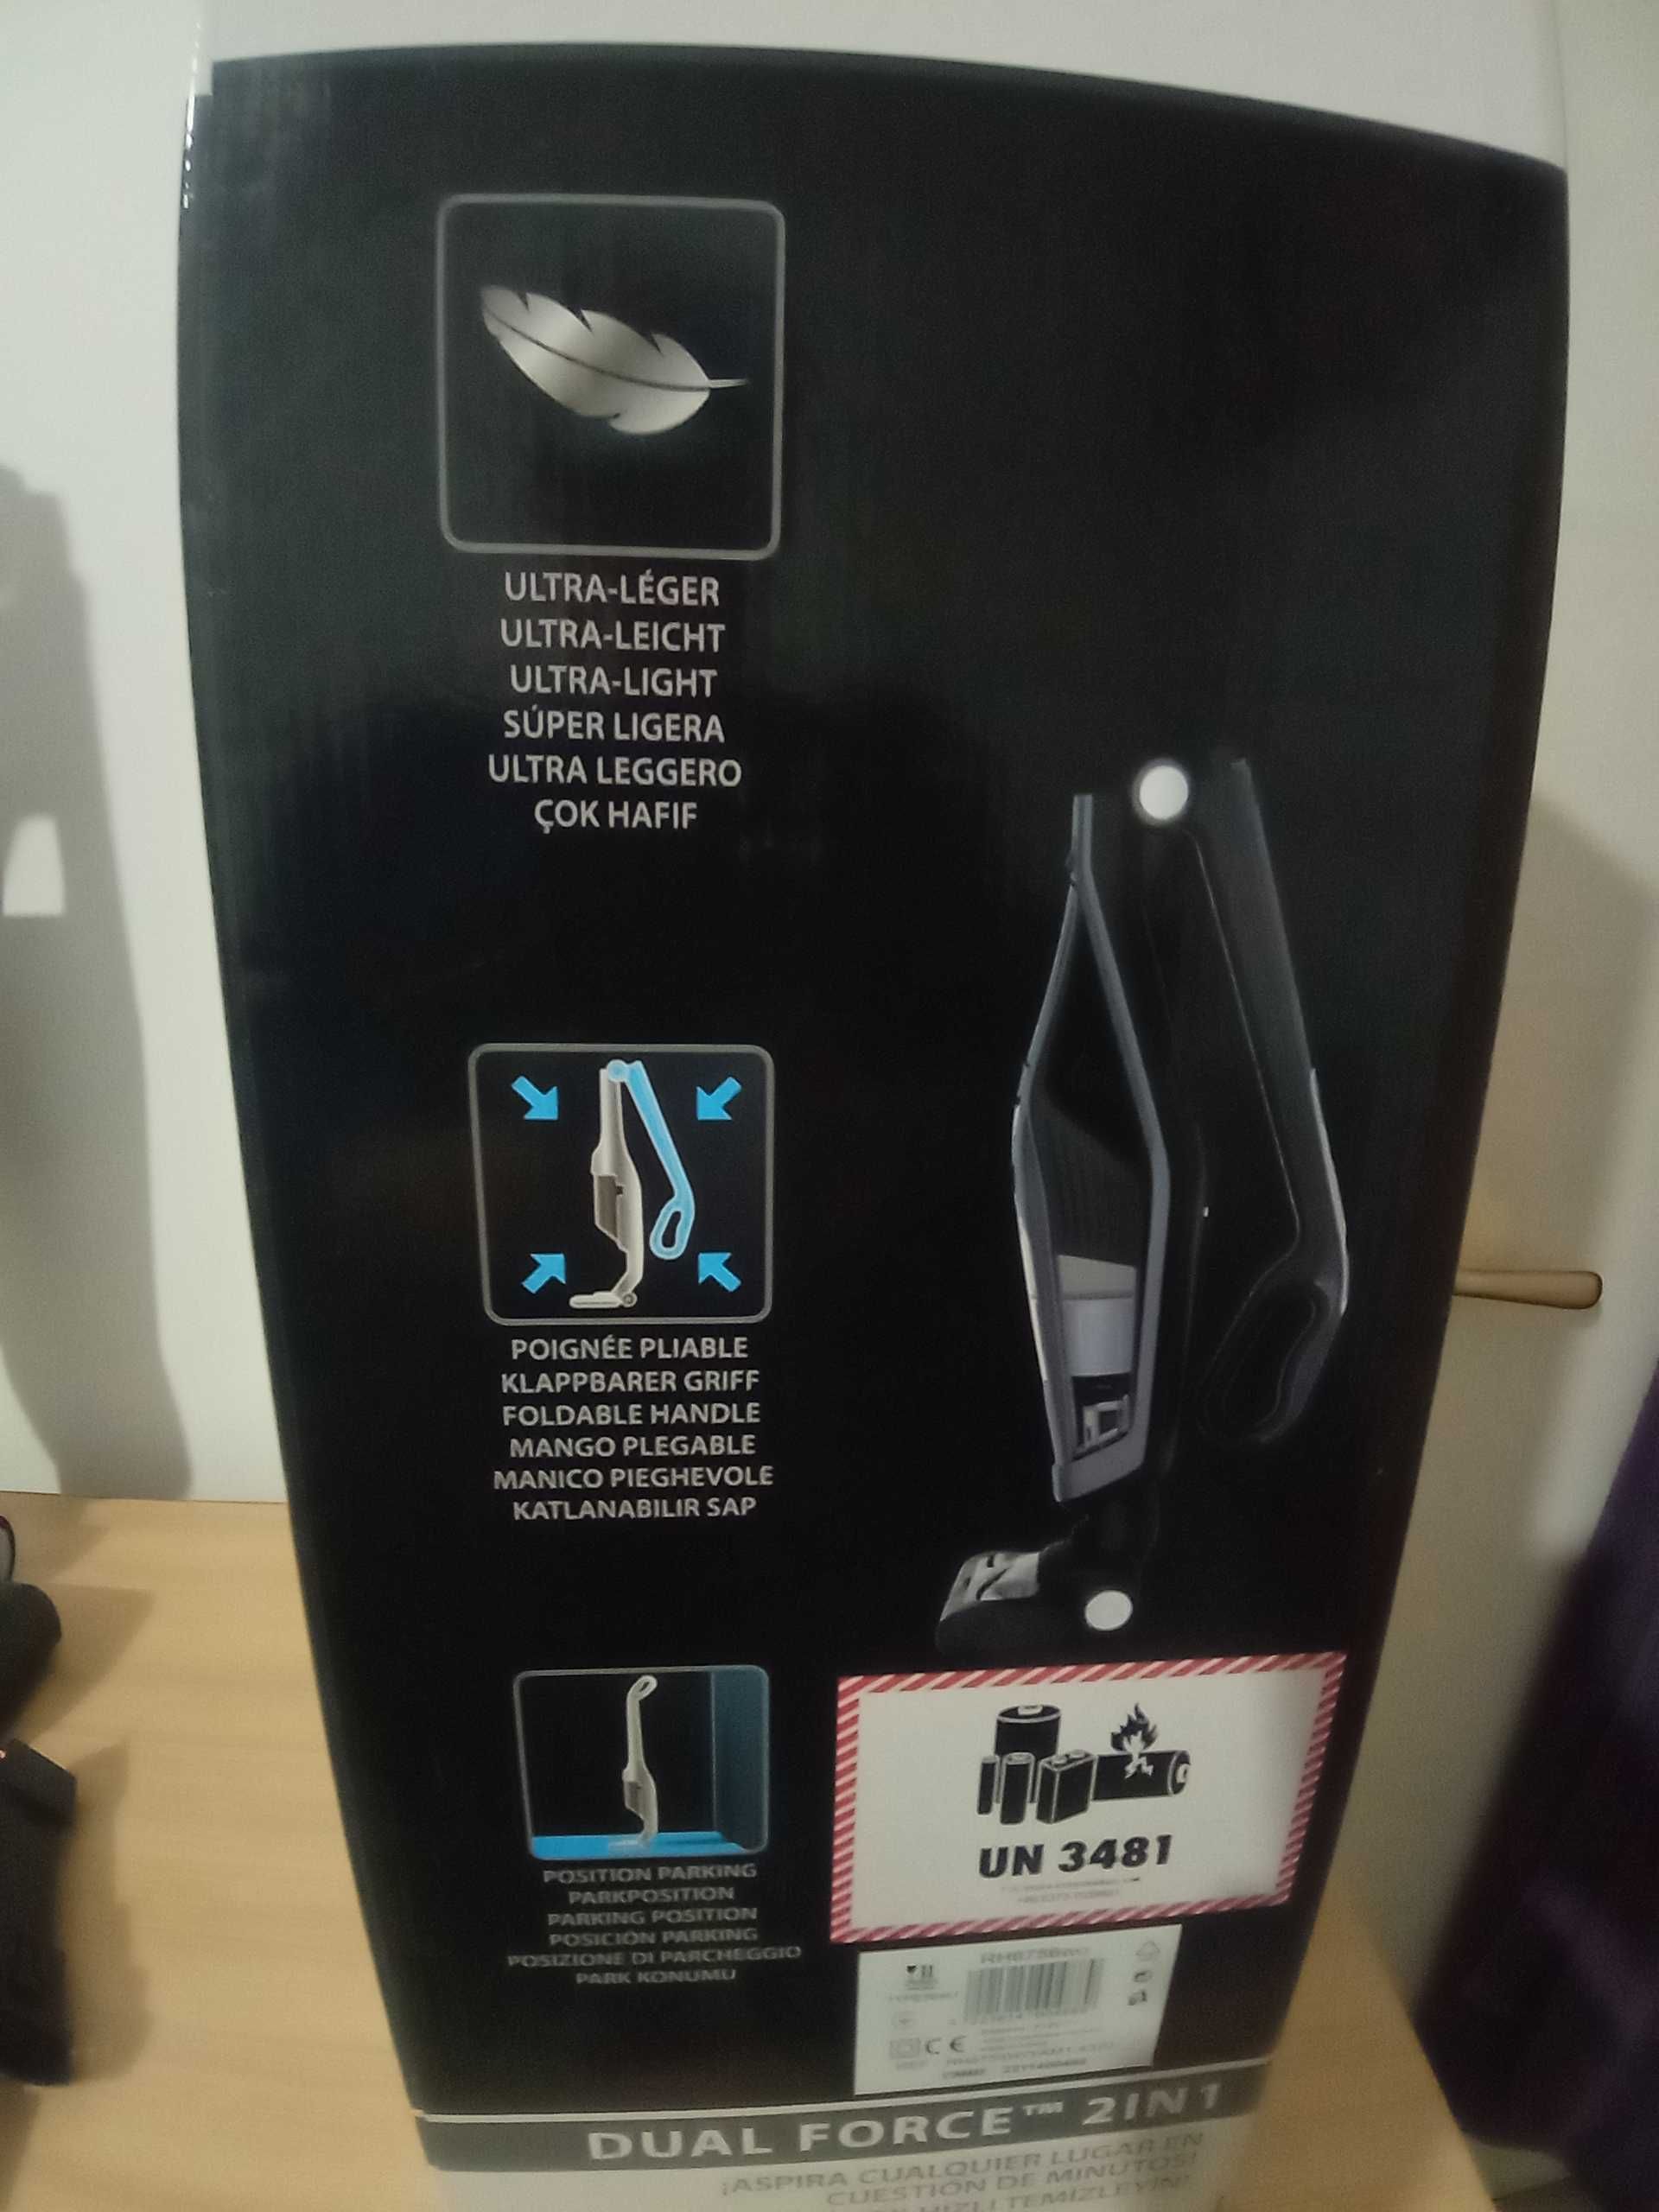 ULTRA-LÉGER
ULTRA-LEICHT
ULTRA-LIGHT
SÚPER LIGERA
ULTRA LEGGERO
ÇOK HAFIF
POIGNÉE PLIABLE
KLAPPBARER GRIFF
FOLDABLE HANDLE
MANGO PLEGABLE
MANICO PIEGHEVOLE
KATLANABILIR SAP
POSITION PARKING
PARKPOSITION
PARKING POSITION
POSICIÓN PARKING
POSIZIONE DI PARCHEGGIO
PARK KONUMU
UN 3481
CE
DUAL FORCE™ 2IN1
¡ASPIRA CUALQUIER LUGAR EN
CUESTIÓN DE MINUTOS!
HIZLI TEMIZLEYIN!